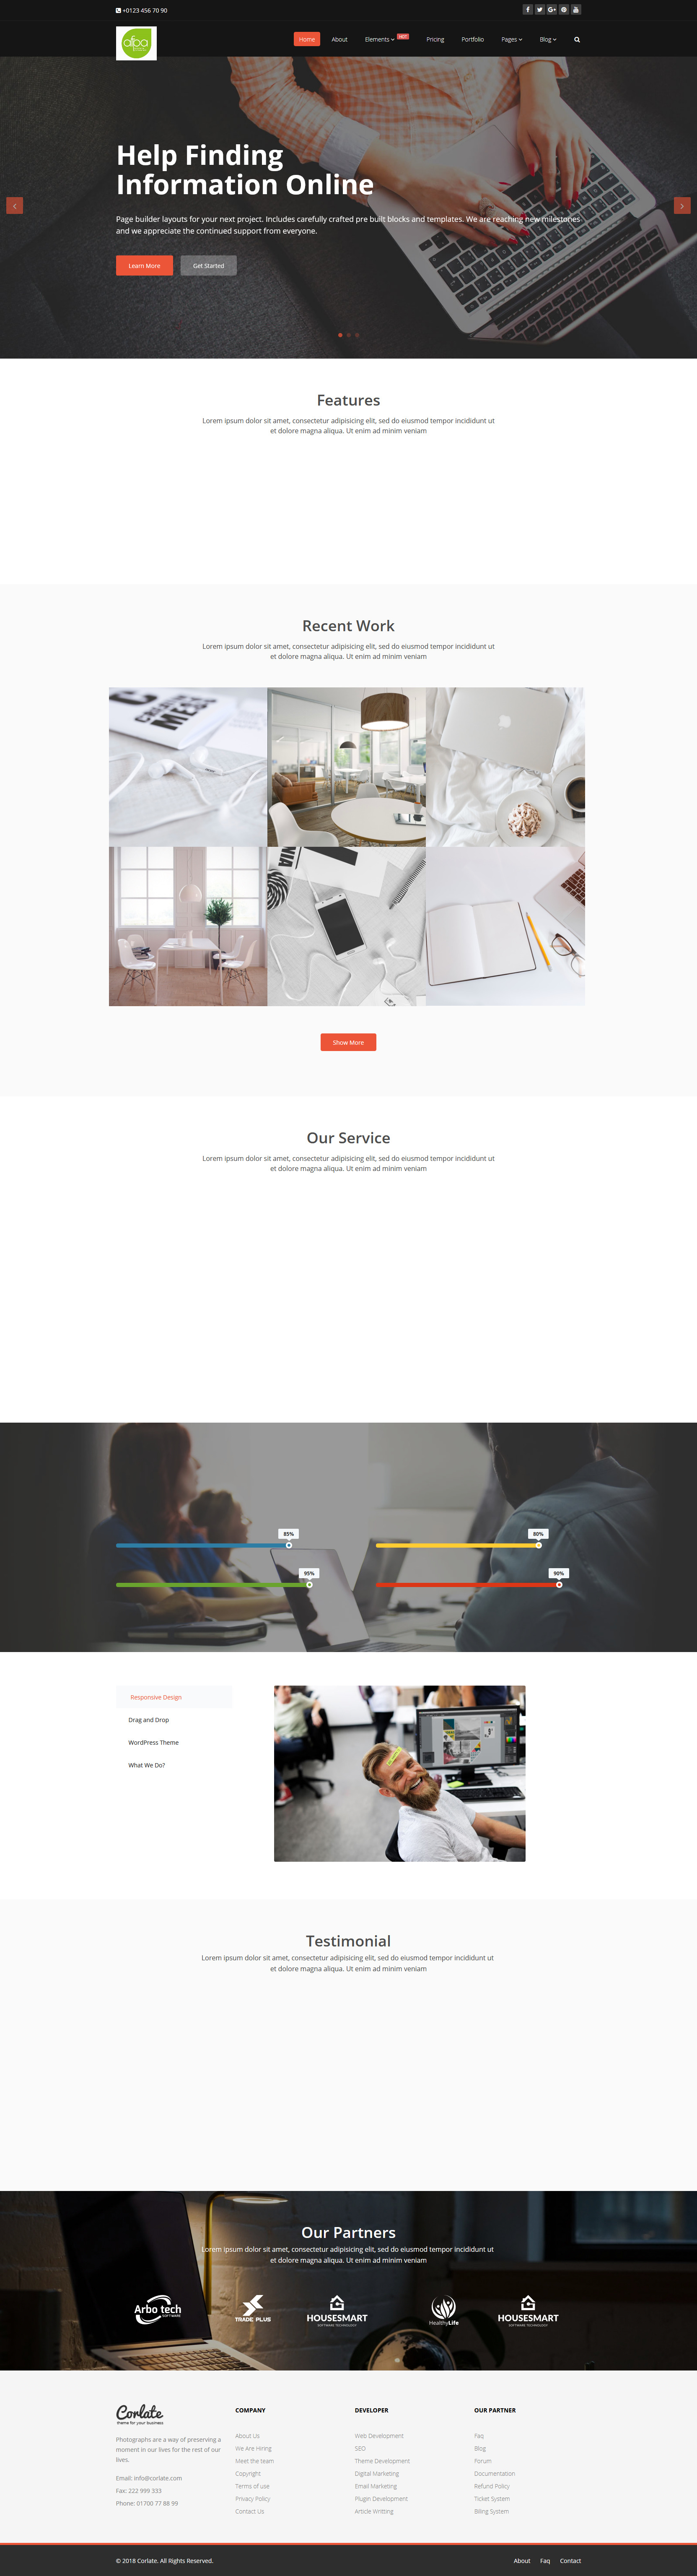 +0123 456 70 90
alpa
Home
About
Elements
HOT
Pricing
Portfolio
Pages
Blog
Help Finding
Information Online
Page builder layouts for your next project. Includes carefully crafted pre built blocks and templates. We are reaching new milestones
and we appreciate the continued support from everyone.
Learn More
Get Started
Features
Lorem ipsum dolor sit amet, consectetur adipisicing elit, sed do eiusmod tempor incididunt ut
et dolore magna aliqua. Ut enim ad minim veniam
Recent Work
Lorem ipsum dolor sit amet, consectetur adipisicing elit, sed do eiusmod tempor incididunt ut
et dolore magna aliqua. Ut enim ad minim veniam
Show More
Our Service
Lorem ipsum dolor sit amet, consectetur adipisicing elit, sed do eiusmod tempor incididunt ut
et dolore magna aliqua. Ut enim ad minim veniam
85%
80%
95%
90%
Responsive Design
Drag and Drop
WordPress Theme
What We Do?
Testimonial
Lorem ipsum dolor sit amet, consectetur adipisicing elit, sed do eiusmod tempor incididunt ut
et dolore magna aliqua. Ut enim ad minim veniam
Our Partners
Lorem ipsum dolor sit amet, consectetur adipisicing elit, sed do eiusmod tempor incididunt ut
et dolore magna aliqua. Ut enim ad minim veniam
Arbo tech
SOFTWARE
TRADE PLUS
HOUSESMART
SOFTWARE TECHNOLOGY
HealthyLife
HOUSESMART
SOFTWARE TECHNOLOGY
Corlate
theme for your business
Photographs are a way of preserving a
moment in our lives for the rest of our
lives.
Email: info@corlate.com
Fax: 222 999 333
Phone: 01700 77 88 99
COMPANY
About Us
We Are Hiring
Meet the team
Copyright
Terms of use
Privacy Policy
Contact Us
DEVELOPER
Web Development
SEO
Theme Development
Digital Marketing
Email Marketing
Plugin Development
Article Writting
OUR PARTNER
Faq
Blog
Forum
Documentation
Refund Policy
Ticket System
Billing System
© 2018 Corlate. All Rights Reserved.
About
Faq
Contact